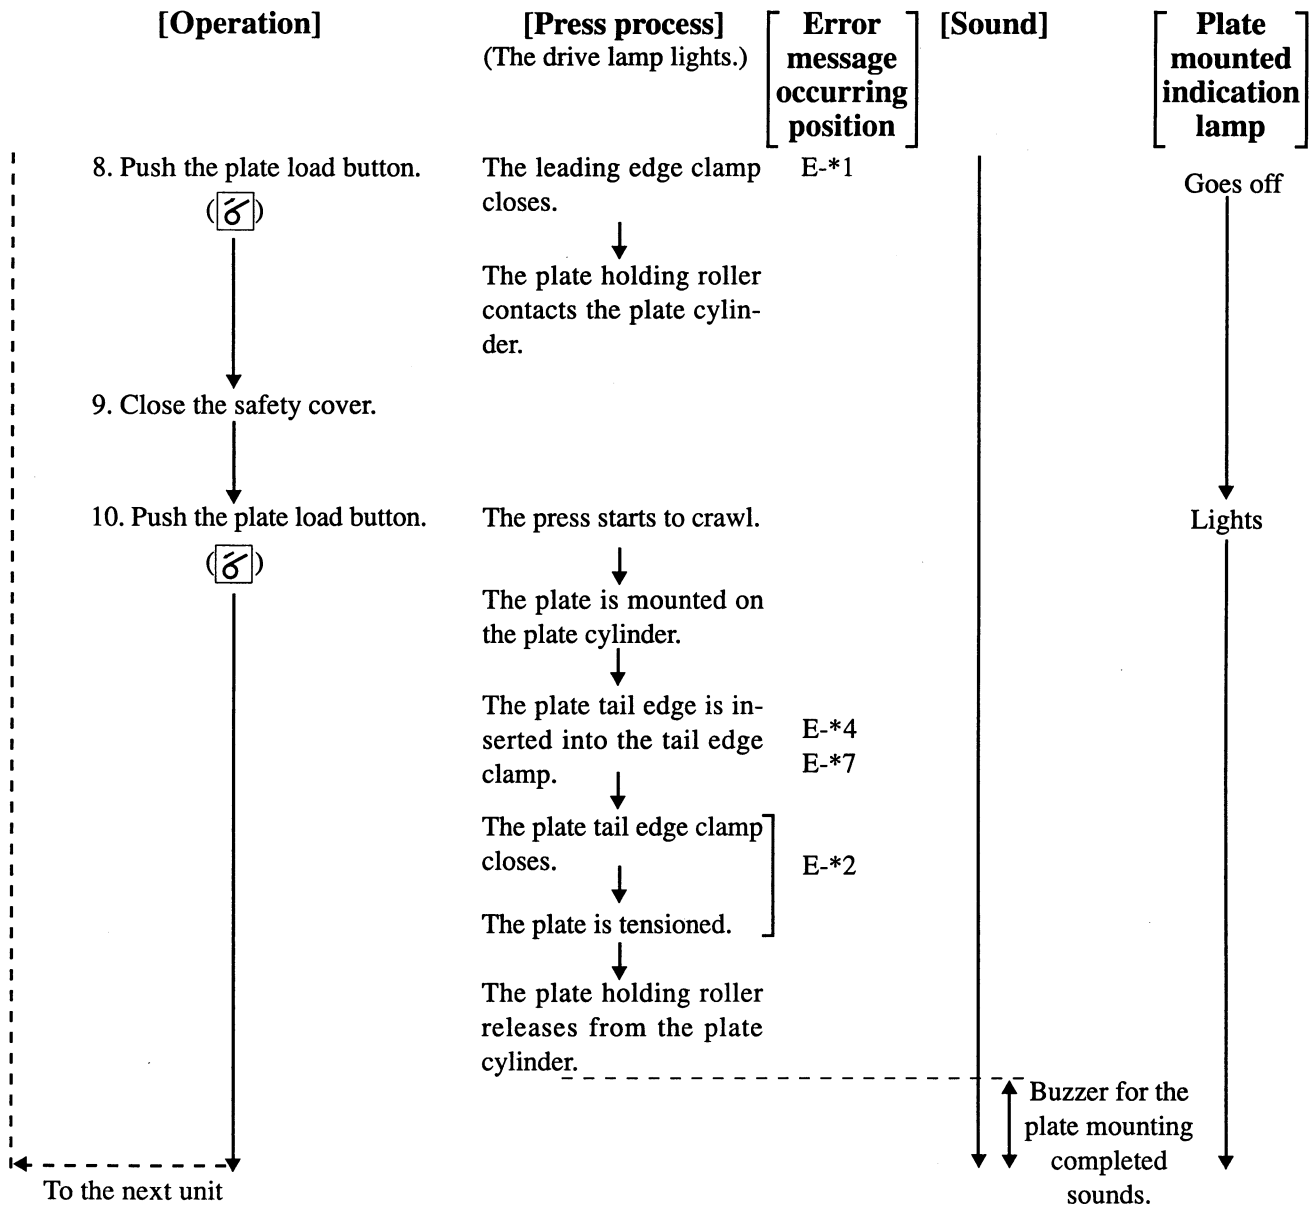 [Operation]
[Press process]
(The drive lamp lights.)
[Error
message
occurring
position]
[Sound]
[Plate
mounted
indication
lamp]
8. Push the plate load button.
( )
The leading edge clamp
closes.
E-*1
Goes off
The plate holding roller
contacts the plate cylin-
der.
9. Close the safety cover.
10. Push the plate load button.
( )
The press starts to crawl.
Lights
The plate is mounted on
the plate cylinder.
The plate tail edge is in-
serted into the tail edge
clamp.
E-*4
E-*7
The plate tail edge clamp
closes.
E-*2
The plate is tensioned.
The plate holding roller
releases from the plate
cylinder.
Buzzer for the
plate mounting
completed
sounds.
To the next unit